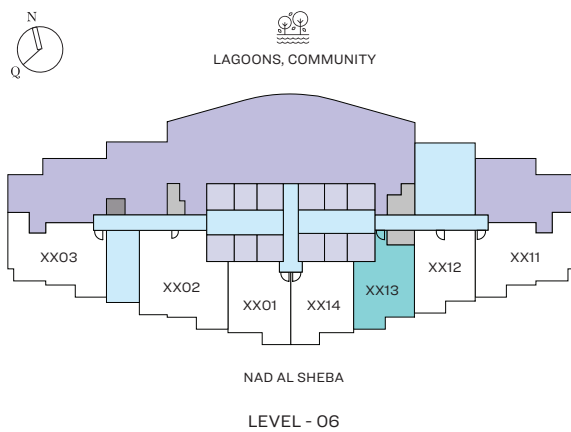 N
Q
LAGOONS, COMMUNITY
XX03
XX02
XX01
XX14
XX13
XX12
XX11
NAD AL SHEBA
LEVEL - 06